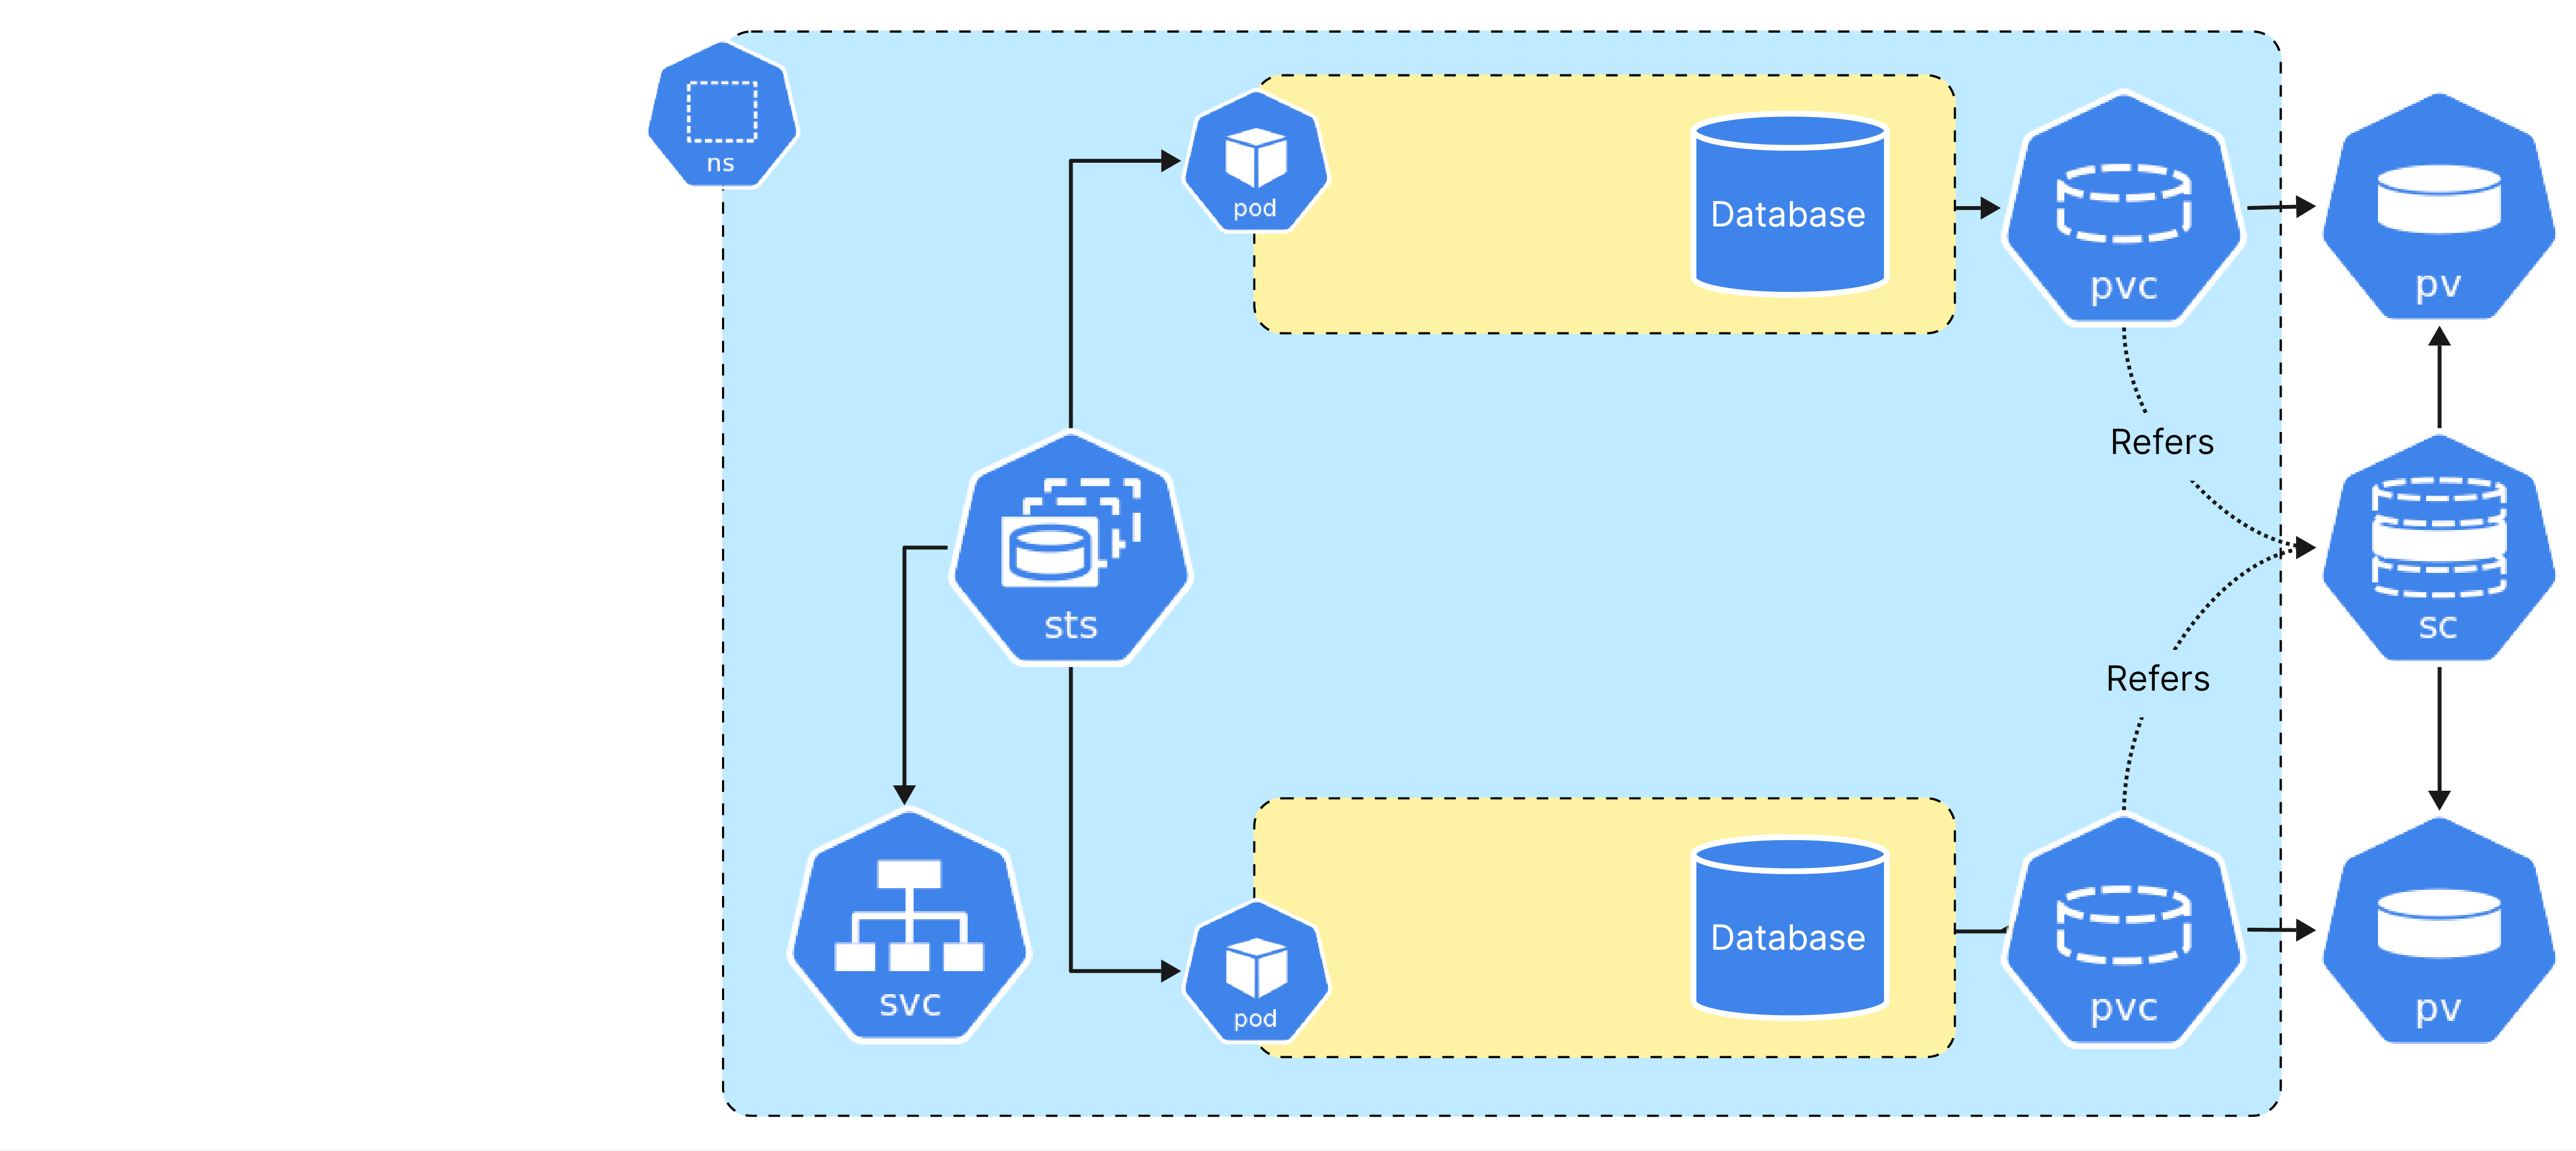 ns
pod
Database
pvc
pv
Refers
sts
sc
Refers
svc
pod
Database
pvc
pv